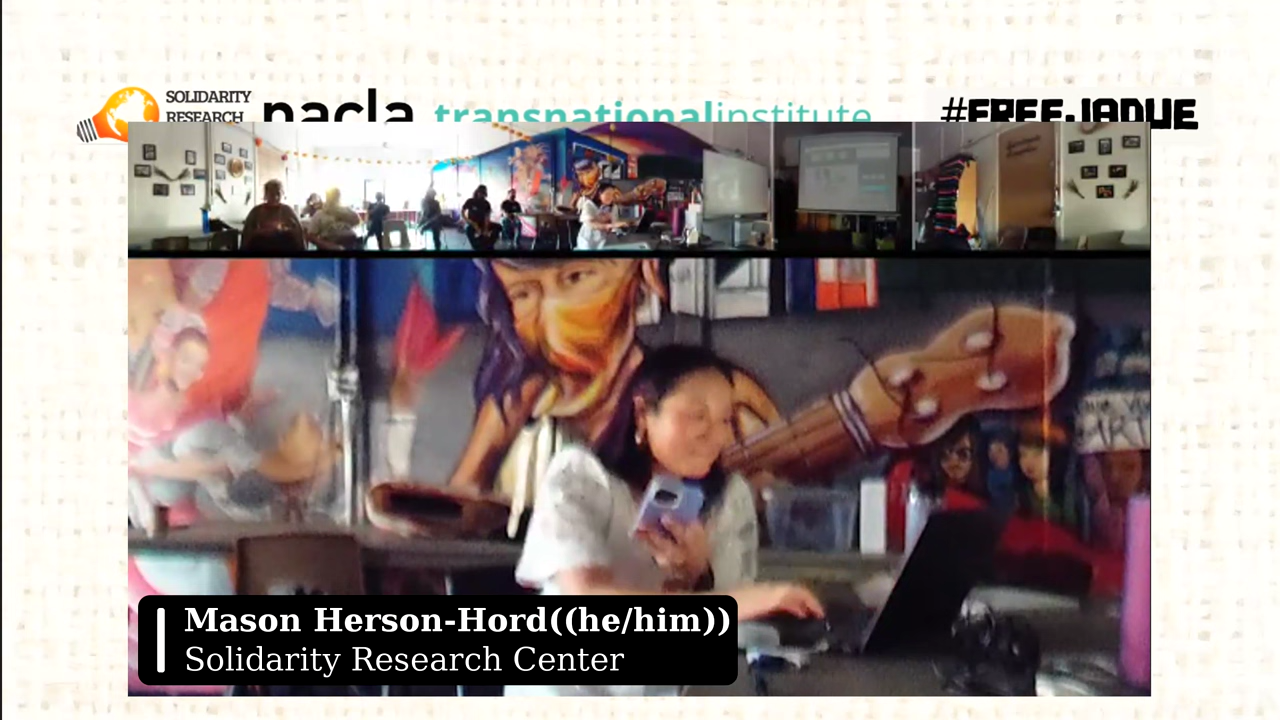 SOLIDARITY
RESEARCH
nacla
transnationalinstitute
#FREEJADUE
Mason Herson-Hord((he/him))
Solidarity Research Center